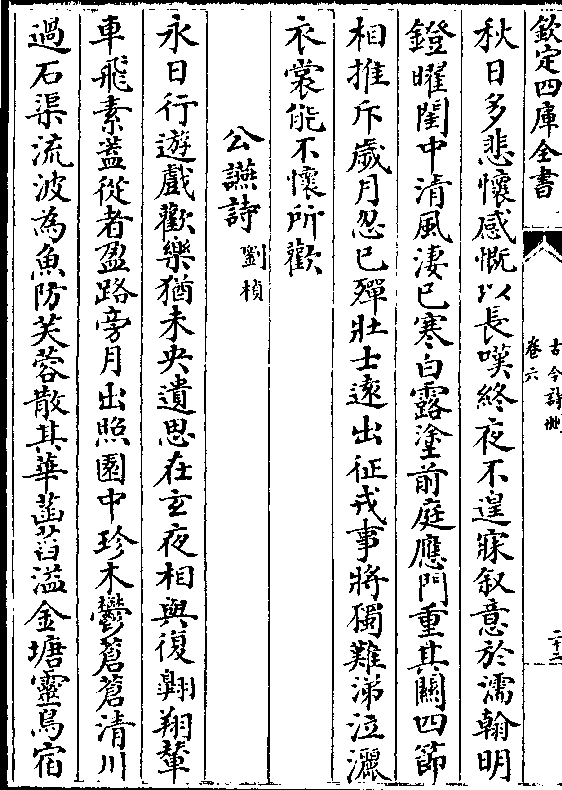 欽定四庫全書
古今詩刪
卷六
二十二
秋日多悲懷感慨以長嘆終夜不遑寐叙意於濡翰明
鐙曜閨中清風淒已寒白露塗前庭應門重其關四節
相推斥歲月忽已殫壯士遠出征戎事將獨難涕泣灑
衣裳能不懷所歡
公讌詩劉楨
永日行遊戲歡樂猶未央遺思在玄夜相與復翺翔輦
車飛素葢從者盈路旁月出照園中珍木鬱蒼蒼清川
過石渠流波為魚防芙蓉散其華菡萏溢金塘靈鳥宿